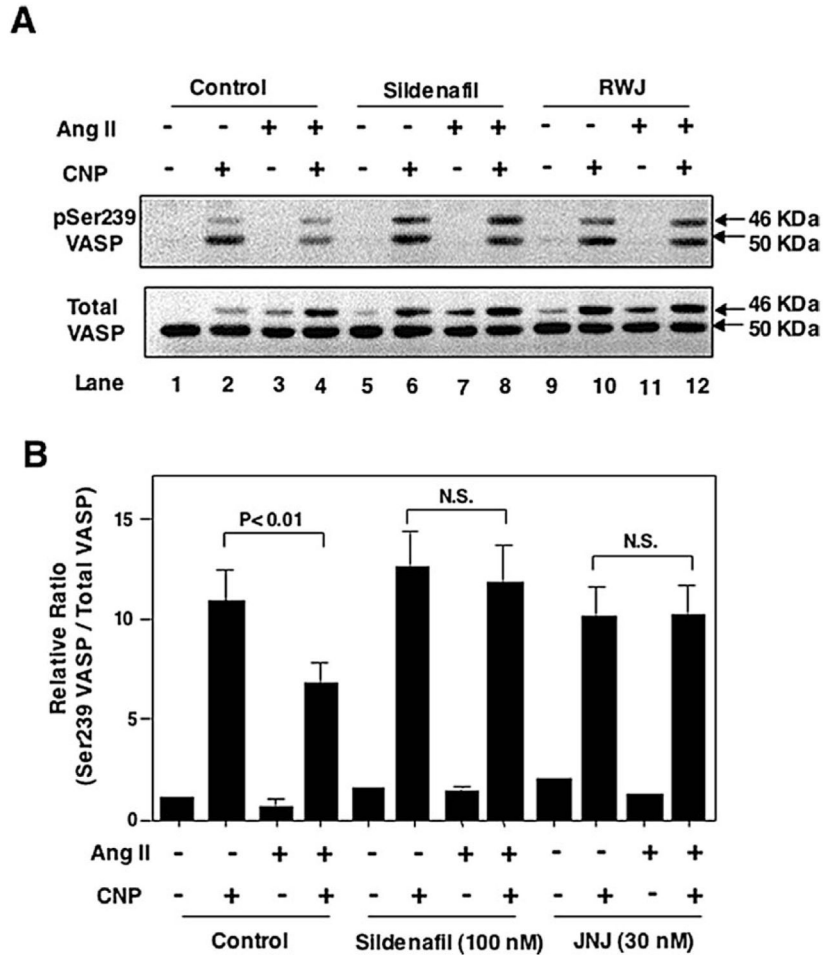 A
Control Sildenafil RWJ
Ang II - - + + - - + + - - + +
CNP - + - + - + - + - + - +
pSer239 46 KDa
VASP 50 KDa
Total 46 KDa
VASP 50 KDa
Lane 1 2 3 4 5 6 7 8 9 10 11 12
B
Relative Ratio
(Ser239 VASP / Total VASP)
15
10
5
0
P< 0.01
N.S.
N.S.
Ang II - - + + - - + + - - + +
CNP - + - + - + - + - + - +
Control Sildenafil (100 nM) JNJ (30 nM)